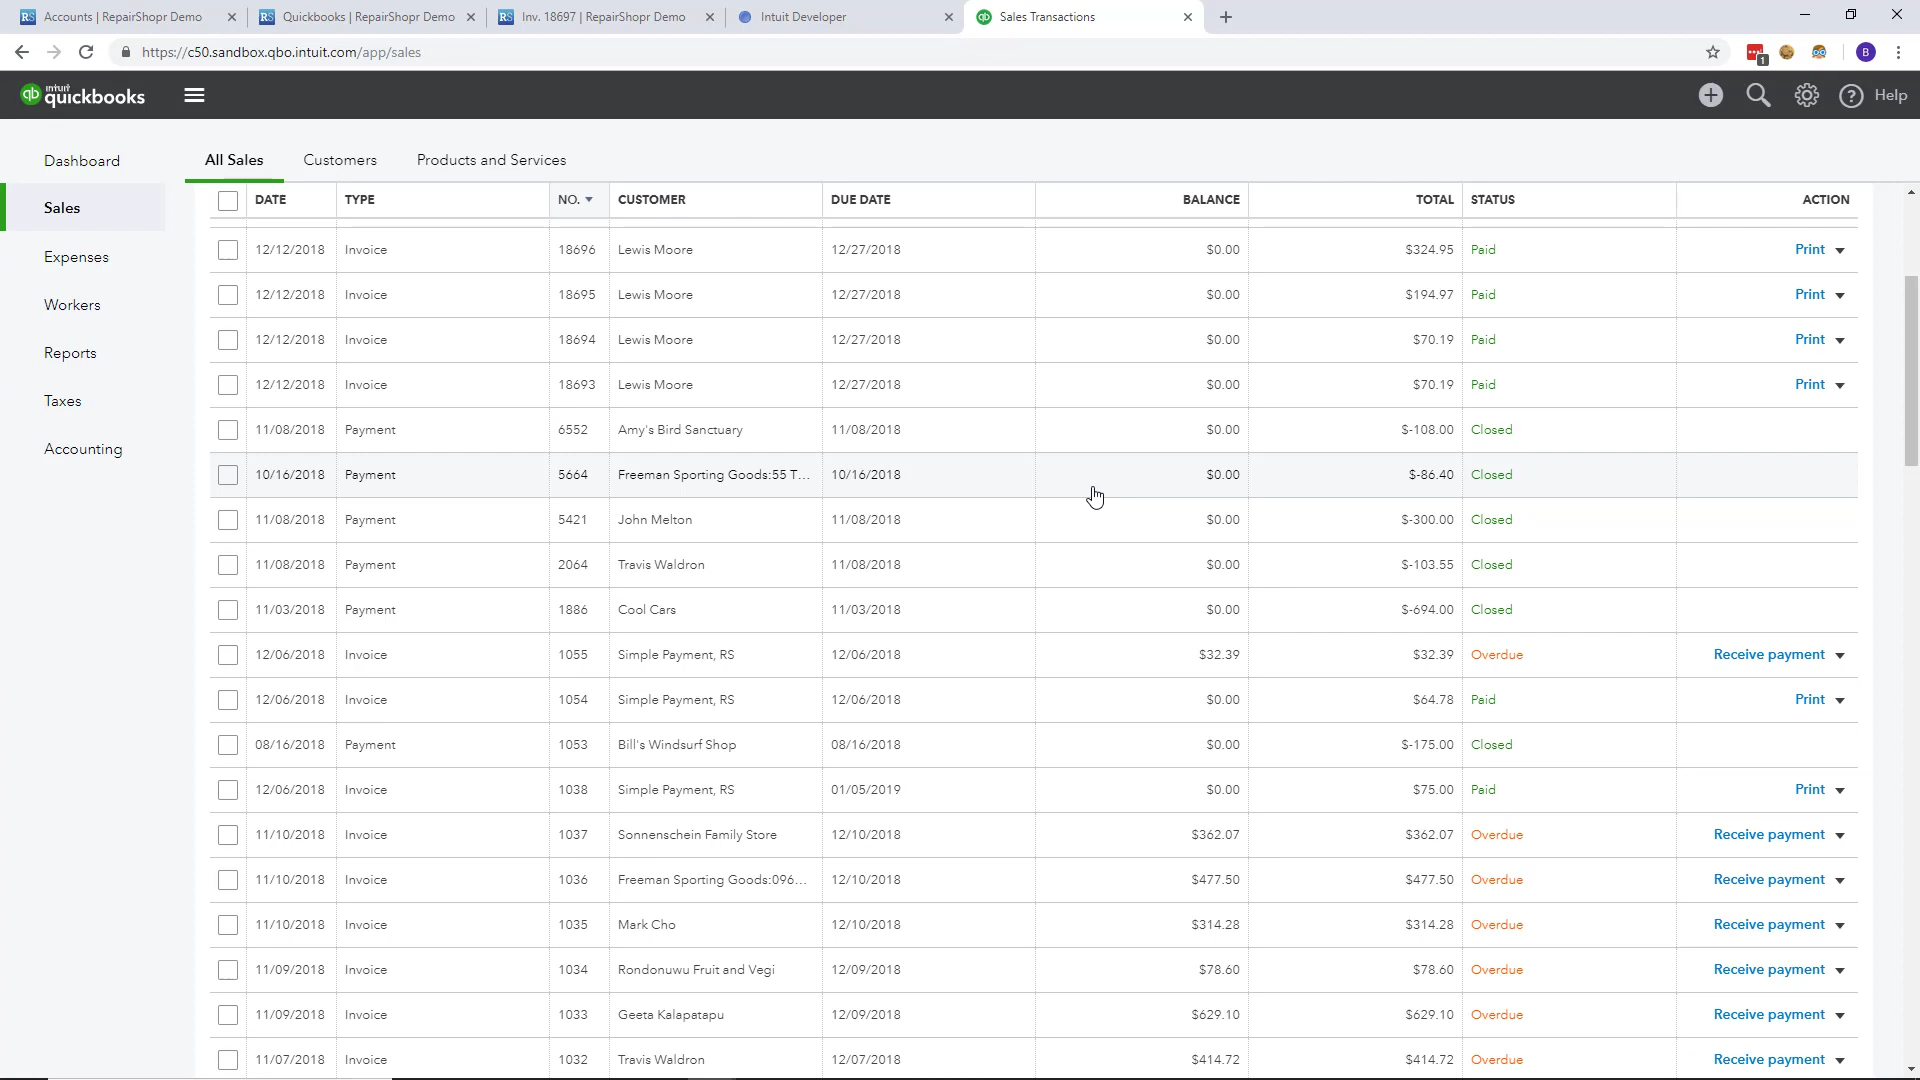 Accounts | RepairShopr Demo
Quickbooks | RepairShopr Demo
Inv. 18697 | RepairShopr Demo
Intuit Developer
Sales Transactions
https://c50.sandbox.qbo.intuit.com/app/sales
1
B
qb intuit quickbooks
Help
Dashboard
Sales
Expenses
Workers
Reports
Taxes
Accounting
All Sales Customers Products and Services
DATE TYPE NO. CUSTOMER DUE DATE BALANCE TOTAL STATUS ACTION
12/12/2018 Invoice 18696 Lewis Moore 12/27/2018 $0.00 $324.95 Paid Print
12/12/2018 Invoice 18695 Lewis Moore 12/27/2018 $0.00 $194.97 Paid Print
12/12/2018 Invoice 18694 Lewis Moore 12/27/2018 $0.00 $70.19 Paid Print
12/12/2018 Invoice 18693 Lewis Moore 12/27/2018 $0.00 $70.19 Paid Print
11/08/2018 Payment 6552 Amy's Bird Sanctuary 11/08/2018 $0.00 $-108.00 Closed
10/16/2018 Payment 5664 Freeman Sporting Goods:55 T... 10/16/2018 $0.00 $-86.40 Closed
11/08/2018 Payment 5421 John Melton 11/08/2018 $0.00 $-300.00 Closed
11/08/2018 Payment 2064 Travis Waldron 11/08/2018 $0.00 $-103.55 Closed
11/03/2018 Payment 1886 Cool Cars 11/03/2018 $0.00 $-694.00 Closed
12/06/2018 Invoice 1055 Simple Payment, RS 12/06/2018 $32.39 $32.39 Overdue Receive payment
12/06/2018 Invoice 1054 Simple Payment, RS 12/06/2018 $0.00 $64.78 Paid Print
08/16/2018 Payment 1053 Bill's Windsurf Shop 08/16/2018 $0.00 $-175.00 Closed
12/06/2018 Invoice 1038 Simple Payment, RS 01/05/2019 $0.00 $75.00 Paid Print
11/10/2018 Invoice 1037 Sonnenschein Family Store 12/10/2018 $362.07 $362.07 Overdue Receive payment
11/10/2018 Invoice 1036 Freeman Sporting Goods:096... 12/10/2018 $477.50 $477.50 Overdue Receive payment
11/10/2018 Invoice 1035 Mark Cho 12/10/2018 $314.28 $314.28 Overdue Receive payment
11/09/2018 Invoice 1034 Rondonuwu Fruit and Vegi 12/09/2018 $78.60 $78.60 Overdue Receive payment
11/09/2018 Invoice 1033 Geeta Kalapatapu 12/09/2018 $629.10 $629.10 Overdue Receive payment
11/07/2018 Invoice 1032 Travis Waldron 12/07/2018 $414.72 $414.72 Overdue Receive payment